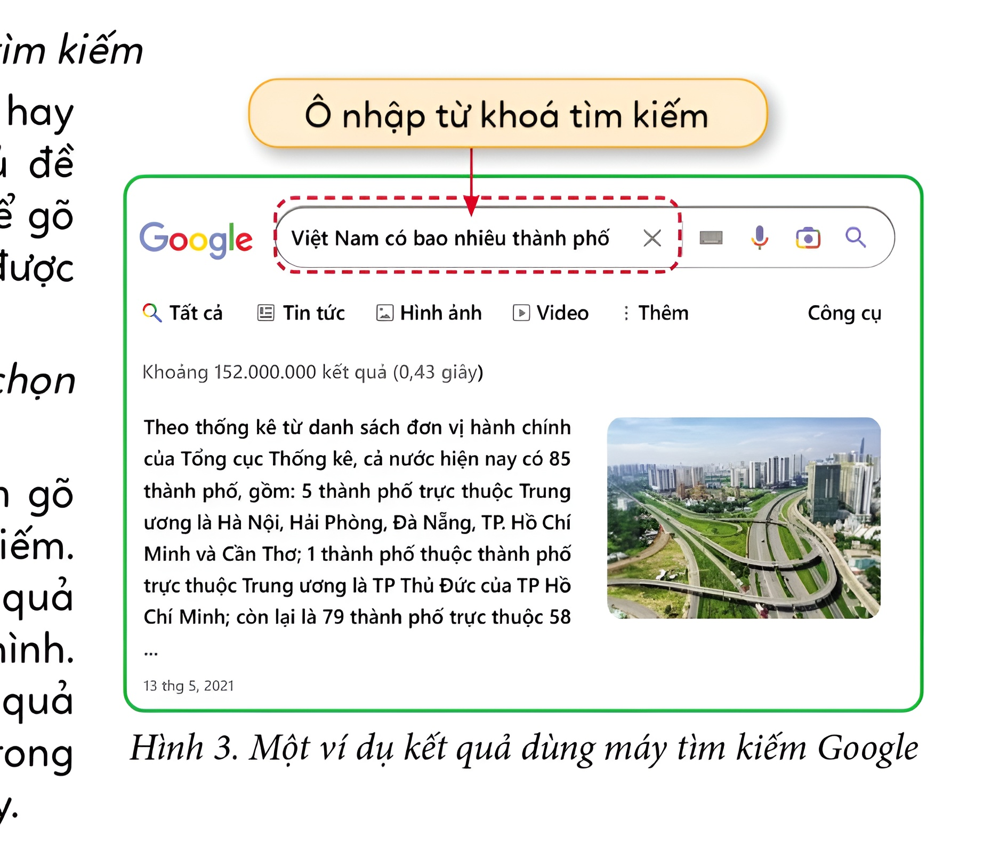 tìm kiếm
hay
đề
gõ
được
chọn
gõ
kiếm.
quả
mình.
quả
trong
Ô nhập từ khoá tìm kiếm
Google
Việt Nam có bao nhiêu thành phố
Tất cả Tin tức Hình ảnh Video Thêm Công cụ
Khoảng 152.000.000 kết quả (0,43 giây)
Theo thống kê từ danh sách đơn vị hành chính
của Tổng cục Thống kê, cả nước hiện nay có 85
thành phố, gồm: 5 thành phố trực thuộc Trung
ương là Hà Nội, Hải Phòng, Đà Nẵng, TP. Hồ Chí
Minh và Cần Thơ; 1 thành phố thuộc thành phố
trực thuộc Trung ương là TP Thủ Đức của TP Hồ
Chí Minh; còn lại là 79 thành phố trực thuộc 58
...
13 thg 5, 2021
Hình 3. Một ví dụ kết quả dùng máy tìm kiếm Google